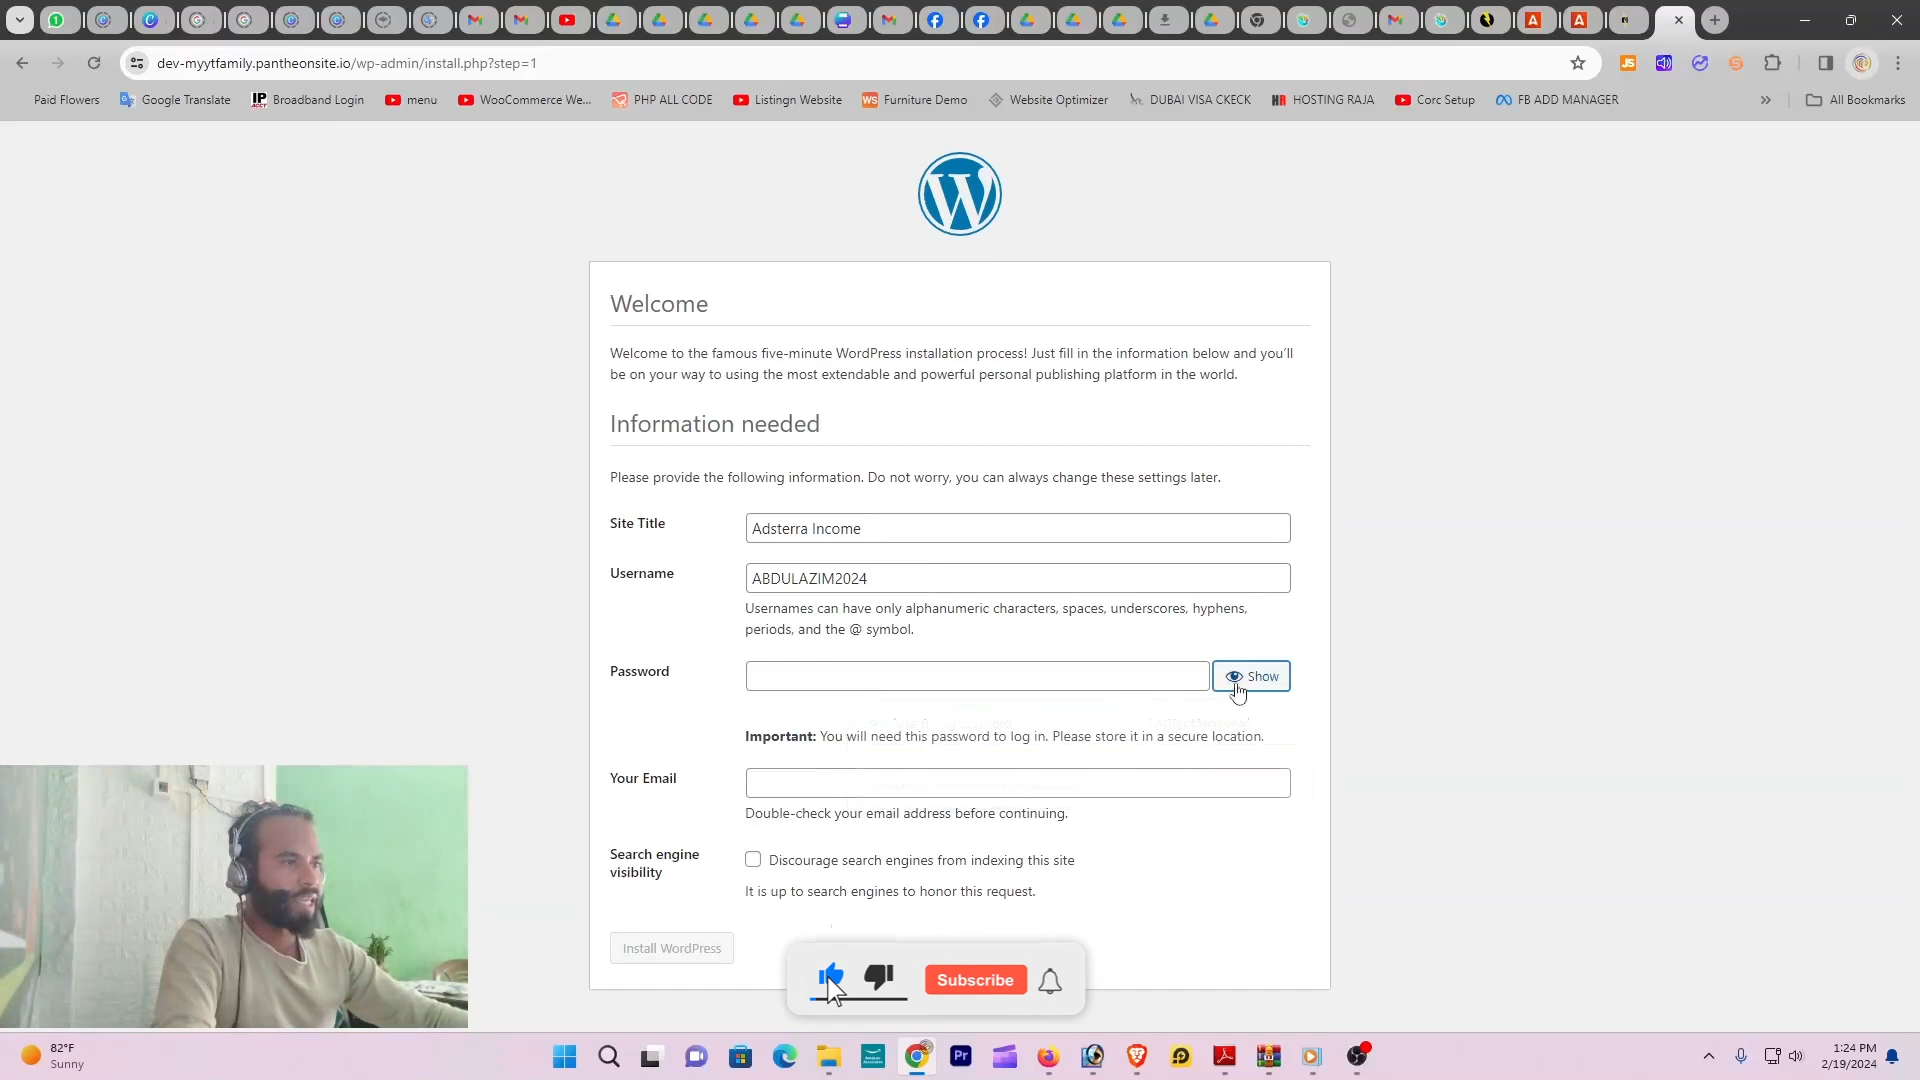 dev-myytfamily.pantheonsite.io/wp-admin/install.php?step=1
Paid Flowers
Google Translate
Broadband Login
menu
WooCommerce We...
PHP ALL CODE
Listingn Website
Furniture Demo
Website Optimizer
DUBAI VISA CKECK
HOSTING RAJA
Corc Setup
FB ADD MANAGER
»
All Bookmarks
Welcome
Welcome to the famous five-minute WordPress installation process! Just fill in the information below and you’ll
be on your way to using the most extendable and powerful personal publishing platform in the world.
Information needed
Please provide the following information. Do not worry, you can always change these settings later.
Site Title
Adsterra Income
Username
ABDULAZIM2024
Usernames can have only alphanumeric characters, spaces, underscores, hyphens,
periods, and the @ symbol.
Password
Show
Important: You will need this password to log in. Please store it in a secure location.
Your Email
Double-check your email address before continuing.
Search engine
visibility
Discourage search engines from indexing this site
It is up to search engines to honor this request.
Install WordPress
Subscribe
82°F
Sunny
1:24 PM
2/19/2024